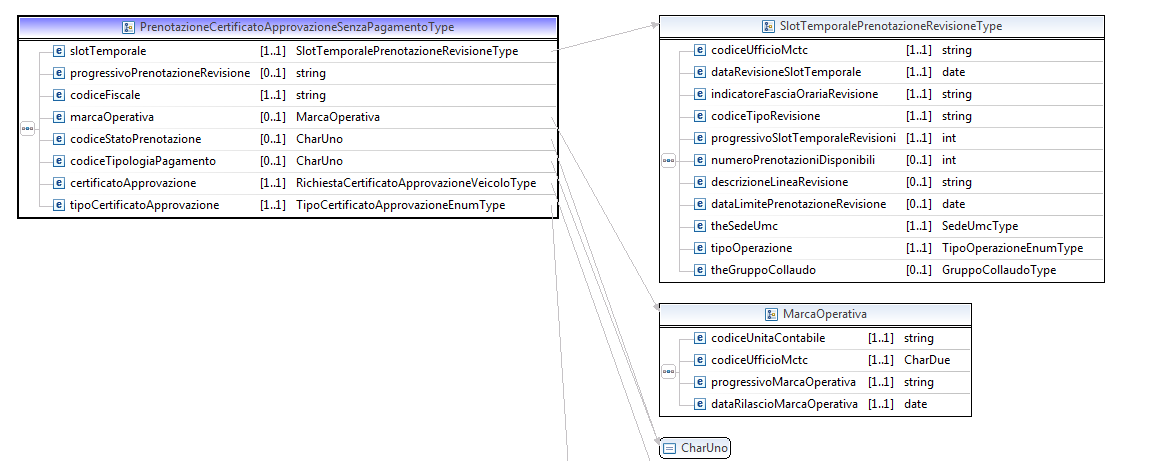 PrenotazioneCertificatoApprovazioneSenzaPagamentoType
slotTemporale [1..1] SlotTemporalePrenotazioneRevisioneType
progressivoPrenotazioneRevisione [0..1] string
codiceFiscale [1..1] string
marcaOperativa [0..1] MarcaOperativa
codiceStatoPrenotazione [0..1] CharUno
codiceTipologiaPagamento [0..1] CharUno
certificatoApprovazione [1..1] RichiestaCertificatoApprovazioneVeicoloType
tipoCertificatoApprovazione [1..1] TipoCertificatoApprovazioneEnumType
SlotTemporalePrenotazioneRevisioneType
codiceUfficioMctc [1..1] string
dataRevisioneSlotTemporale [1..1] date
indicatoreFasciaOrariaRevisione [1..1] string
codiceTipoRevisione [1..1] string
progressivoSlotTemporaleRevisioni [1..1] int
numeroPrenotazioniDisponibili [0..1] int
descrizioneLineaRevisione [0..1] string
dataLimitePrenotazioneRevisione [0..1] date
theSedeUmc [1..1] SedeUmcType
tipoOperazione [1..1] TipoOperazioneEnumType
theGruppoCollaudo [0..1] GruppoCollaudoType
MarcaOperativa
codiceUnitaContabile [1..1] string
codiceUfficioMctc [1..1] CharDue
progressivoMarcaOperativa [1..1] string
dataRilascioMarcaOperativa [1..1] date
CharUno